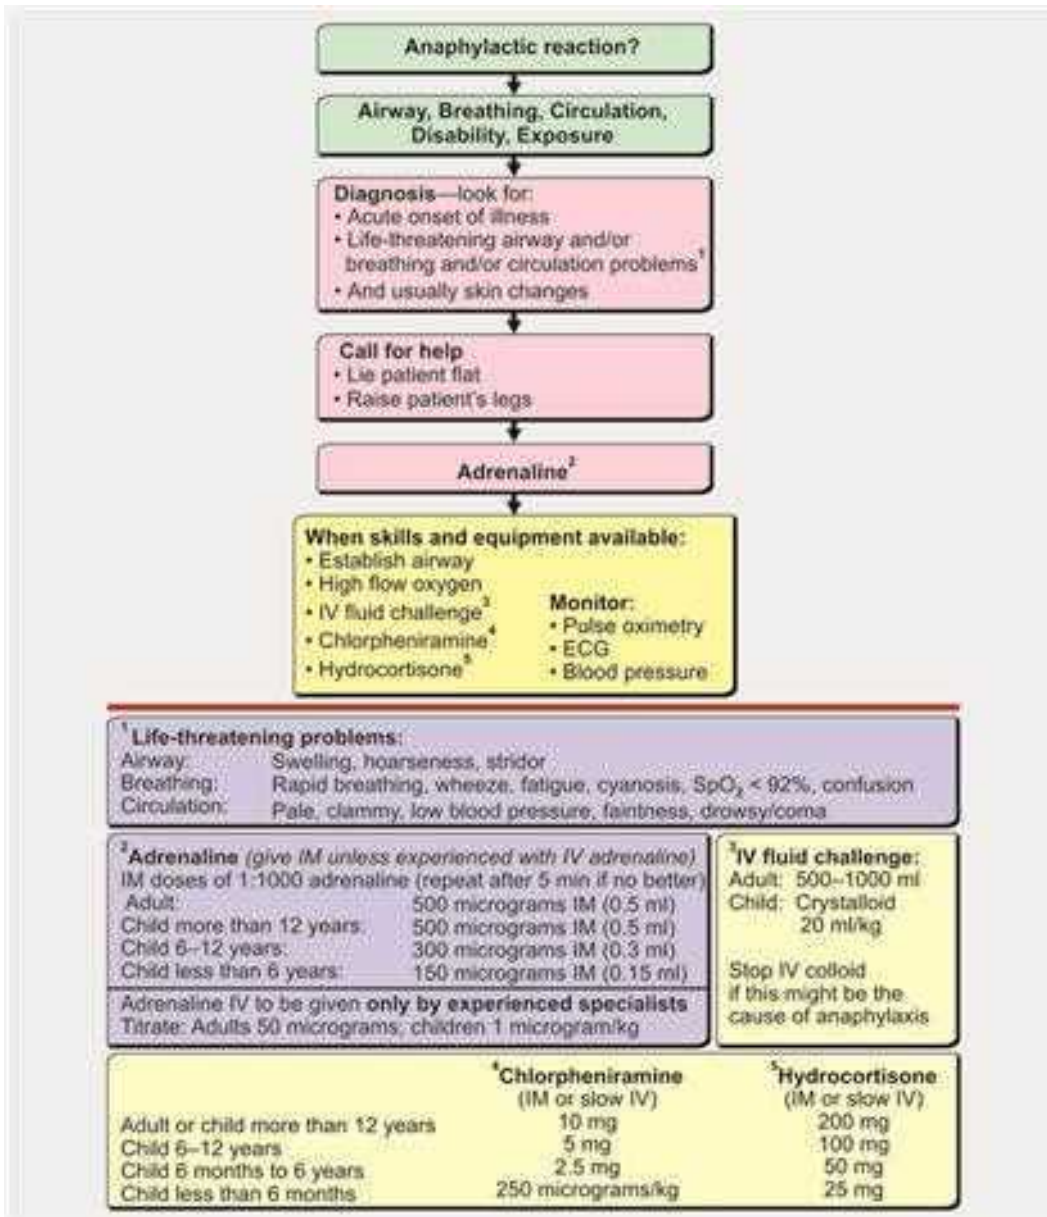 Anaphylactic reaction?
Airway, Breathing, Circulation,
Disability, Exposure
Diagnosis—look for:
• Acute onset of illness
• Life-threatening airway and/or
breathing and/or circulation problems¹
• And usually skin changes
Call for help
• Lie patient flat
• Raise patient's legs
Adrenaline²
When skills and equipment available:
• Establish airway
• High flow oxygen
• IV fluid challenge³
• Chlorpheniramine⁴
• Hydrocortisone⁵
Monitor:
• Pulse oximetry
• ECG
• Blood pressure
¹Life-threatening problems:
Airway: Swelling, hoarseness, stridor
Breathing: Rapid breathing, wheeze, fatigue, cyanosis, SpO₂ < 92%, confusion
Circulation: Pale, clammy, low blood pressure, faintness, drowsy/coma
²Adrenaline (give IM unless experienced with IV adrenaline)
IM doses of 1:1000 adrenaline (repeat after 5 min if no better)
Adult: 500 micrograms IM (0.5 ml)
Child more than 12 years: 500 micrograms IM (0.5 ml)
Child 6–12 years: 300 micrograms IM (0.3 ml)
Child less than 6 years: 150 micrograms IM (0.15 ml)
Adrenaline IV to be given only by experienced specialists
Titrate: Adults 50 micrograms; children 1 microgram/kg
³IV fluid challenge:
Adult: 500–1000 ml
Child: Crystalloid
20 ml/kg
Stop IV colloid
if this might be the
cause of anaphylaxis
⁴Chlorpheniramine ⁵Hydrocortisone
(IM or slow IV) (IM or slow IV)
Adult or child more than 12 years 10 mg 200 mg
Child 6–12 years 5 mg 100 mg
Child 6 months to 6 years 2.5 mg 50 mg
Child less than 6 months 250 micrograms/kg 25 mg